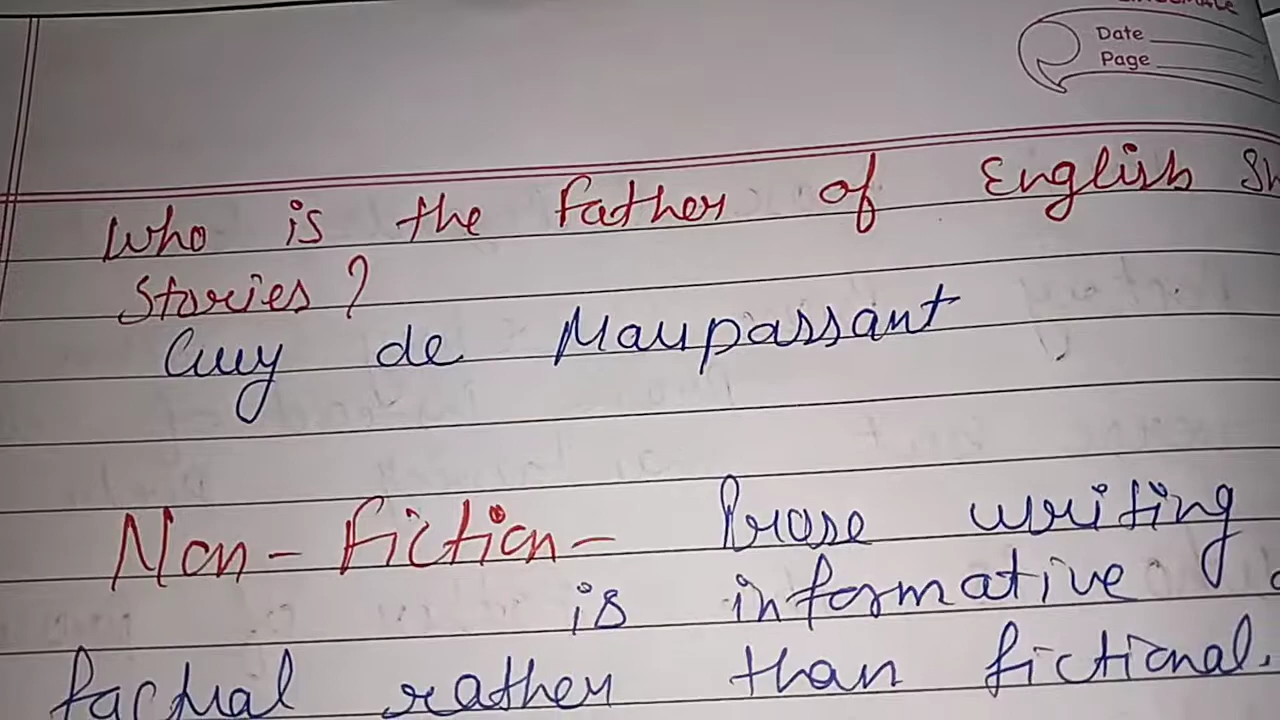 Date
Page
Who is the father of English Sh
Stories?
Guy de Maupassant
Non-Fiction- Prose writing
is informative
factual rather than fictional.